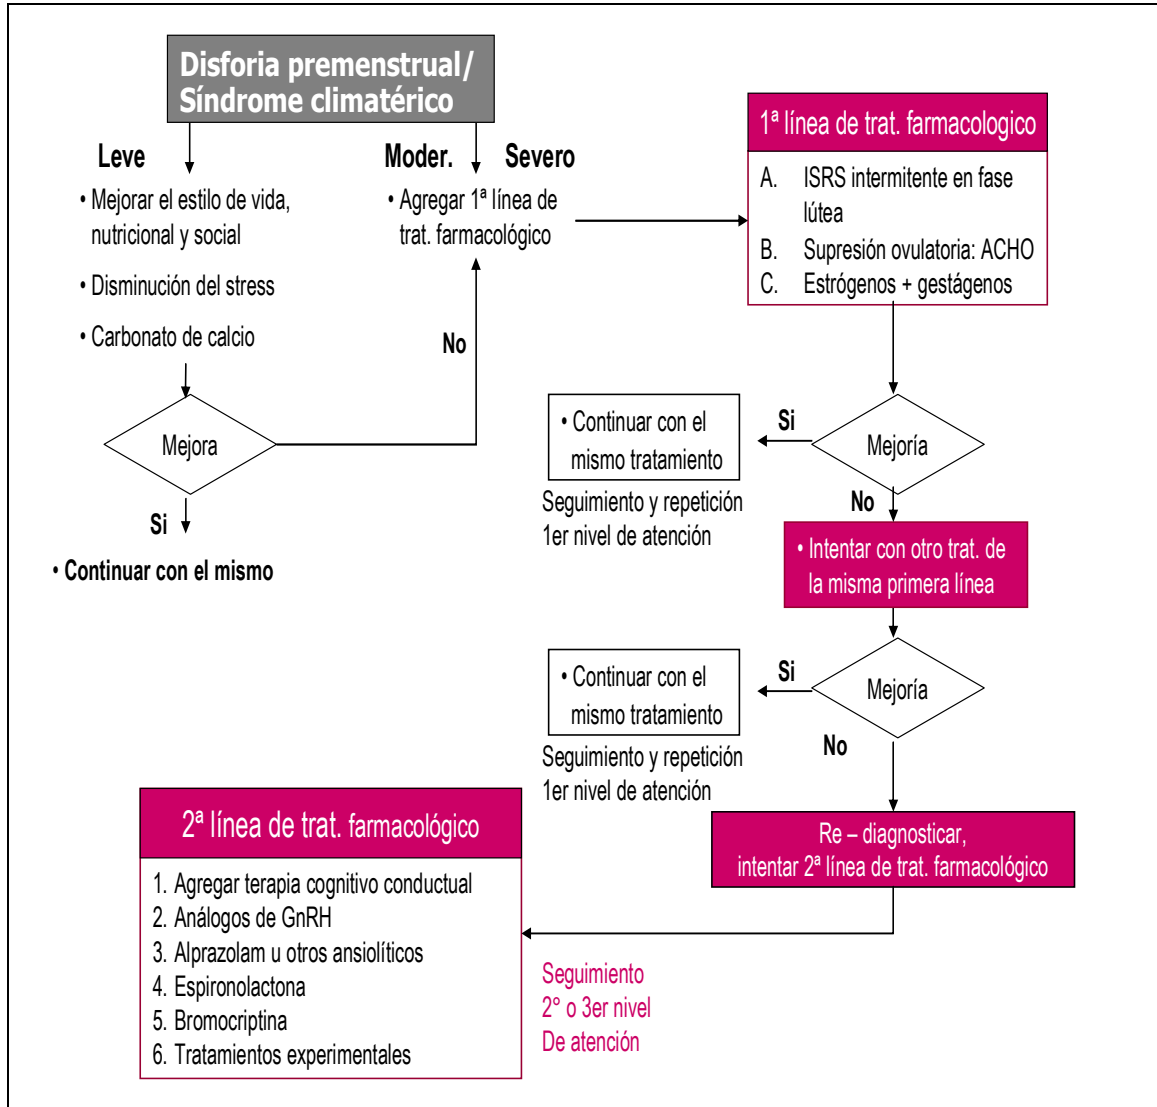 Disforia premenstrual/
Síndrome climatérico
Leve
• Mejorar el estilo de vida,
nutricional y social
• Disminución del stress
• Carbonato de calcio
Mejora
Si
• Continuar con el mismo
No
Moder. Severo
• Agregar 1ª línea de
trat. farmacológico
1ª línea de trat. farmacologico
A. ISRS intermitente en fase
lútea
B. Supresión ovulatoria: ACHO
C. Estrógenos + gestágenos
Mejoría
Si
• Continuar con el
mismo tratamiento
Seguimiento y repetición
1er nivel de atención
No
• Intentar con otro trat. de
la misma primera línea
Mejoría
Si
• Continuar con el
mismo tratamiento
Seguimiento y repetición
1er nivel de atención
No
Re – diagnosticar,
intentar 2ª línea de trat. farmacológico
Seguimiento
2° o 3er nivel
De atención
2ª línea de trat. farmacológico
1. Agregar terapia cognitivo conductual
2. Análogos de GnRH
3. Alprazolam u otros ansiolíticos
4. Espironolactona
5. Bromocriptina
6. Tratamientos experimentales